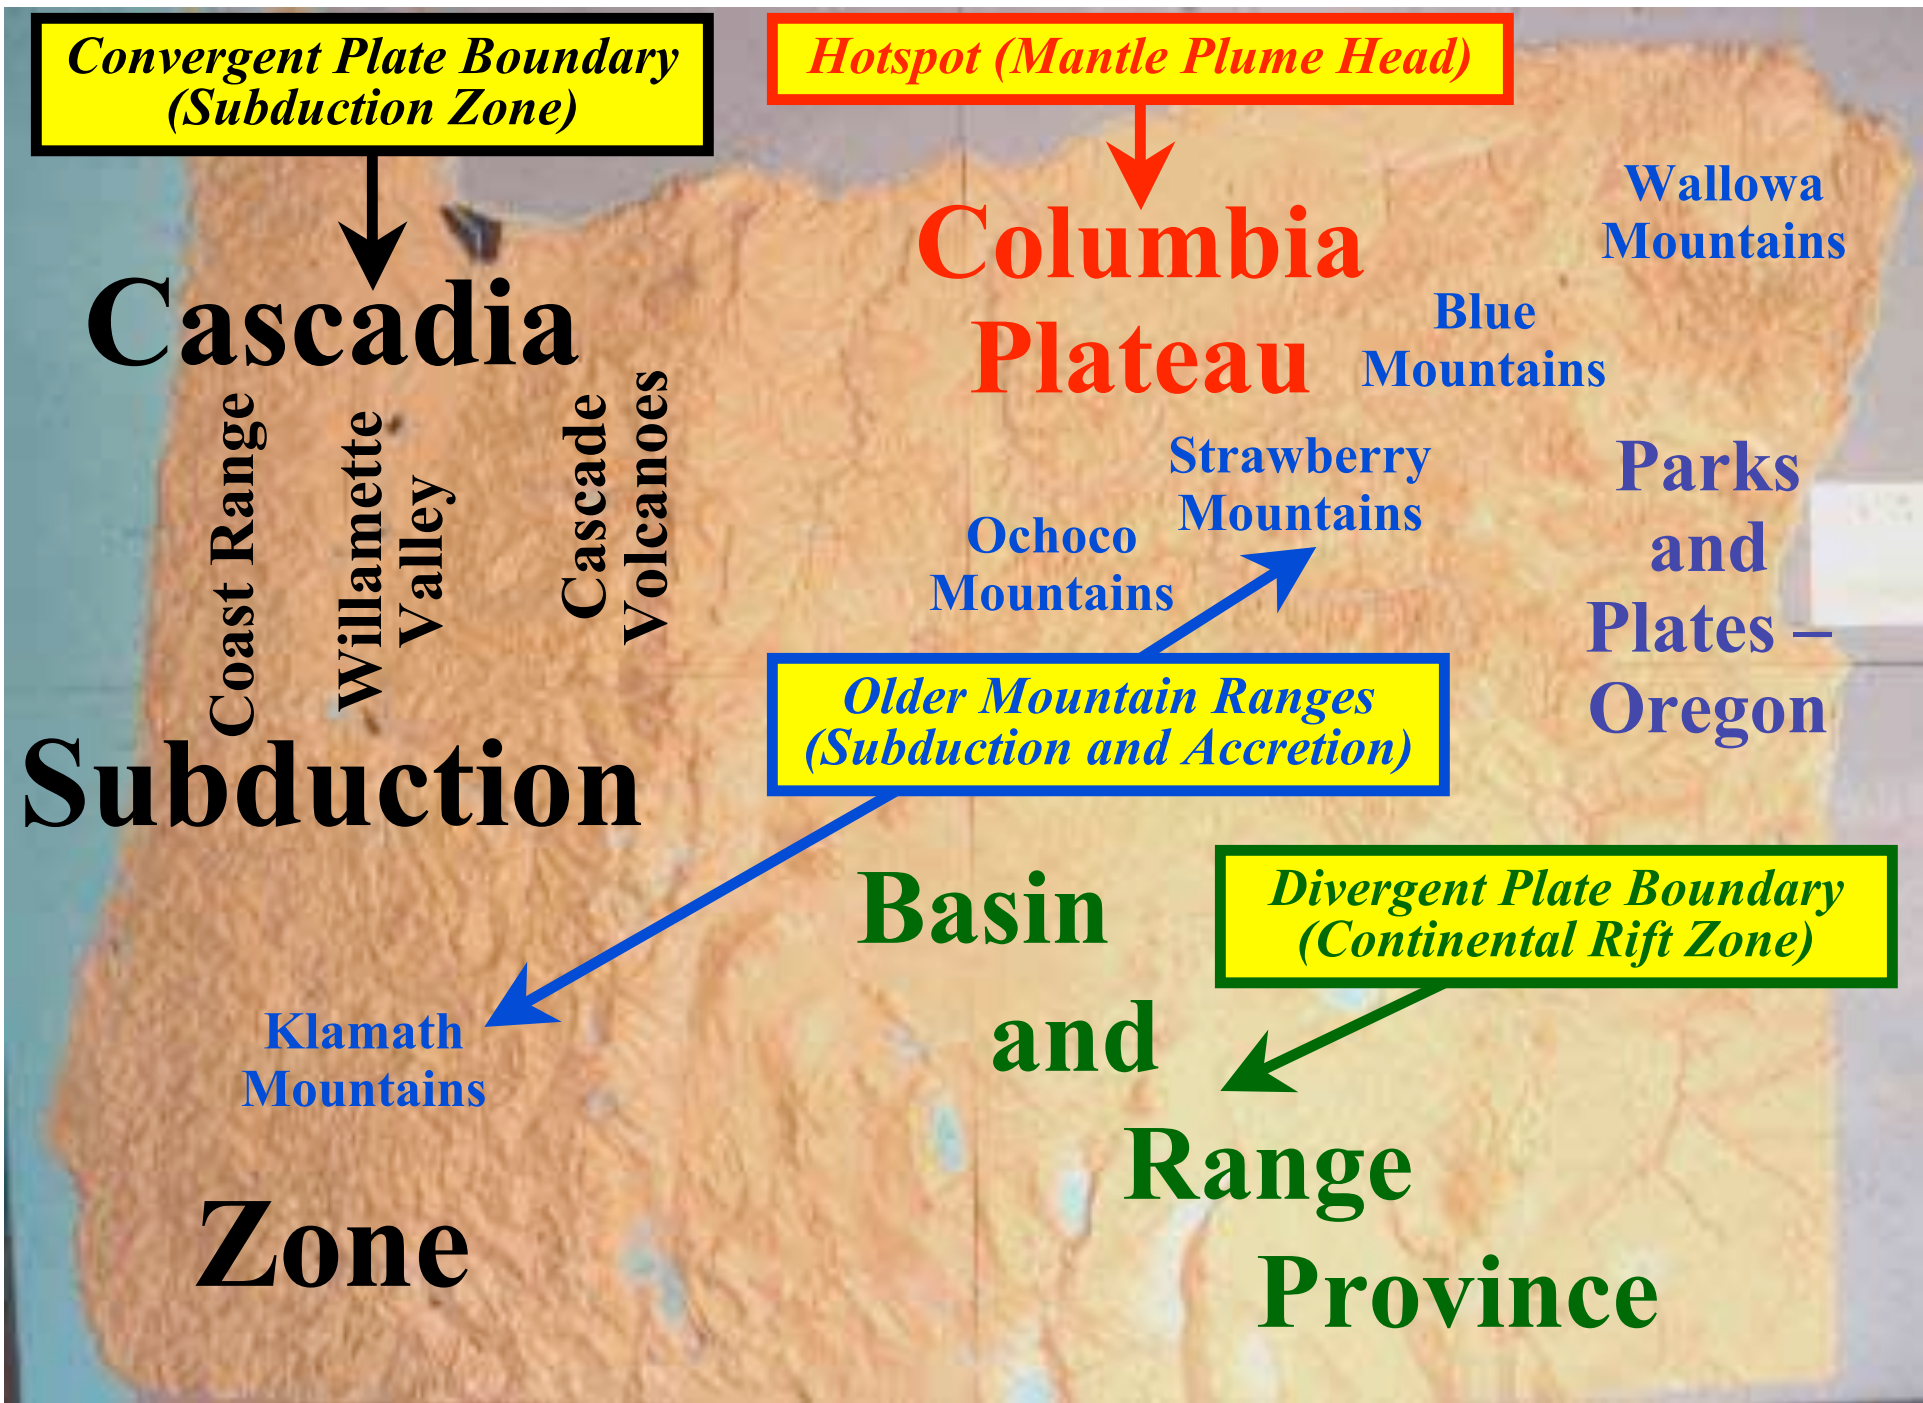 Convergent Plate Boundary
(Subduction Zone)
Hotspot (Mantle Plume Head)
Wallowa
Mountains
Columbia
Plateau
Blue
Mountains
Cascadia
Coast Range
Willamette
Valley
Cascade
Volcanoes
Strawberry
Mountains
Ochoco
Mountains
Parks
and
Plates –
Oregon
Older Mountain Ranges
(Subduction and Accretion)
Subduction
Basin
and
Range
Province
Divergent Plate Boundary
(Continental Rift Zone)
Klamath
Mountains
Zone